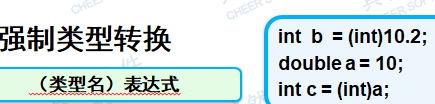 强制类型转换
（类型名）表达式
int b = (int)10.2;
double a = 10;
int c = (int)a;